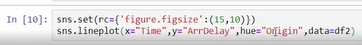 In [10]: sns.set(rc={'figure.figsize':(15,10)})
sns.lineplot(x="Time",y="ArrDelay",hue="Origin",data=df2)